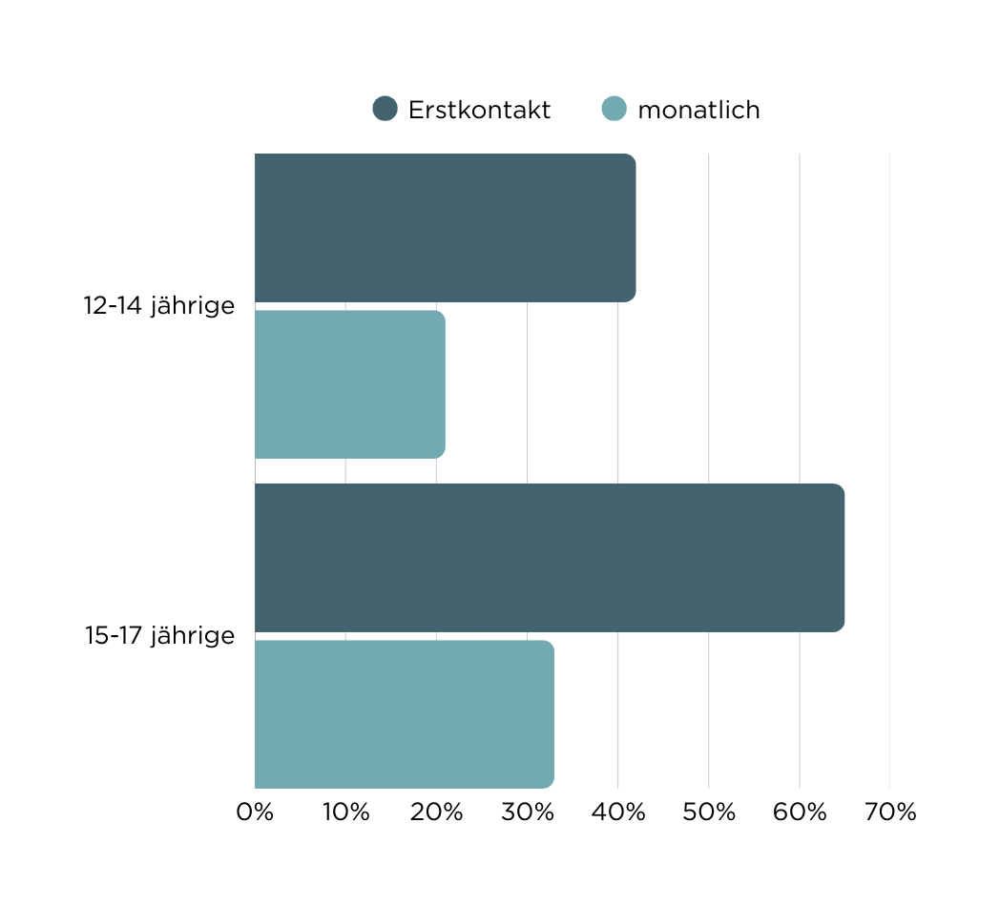 Erstkontakt monatlich
12-14 jährige
15-17 jährige
0% 10% 20% 30% 40% 50% 60% 70%